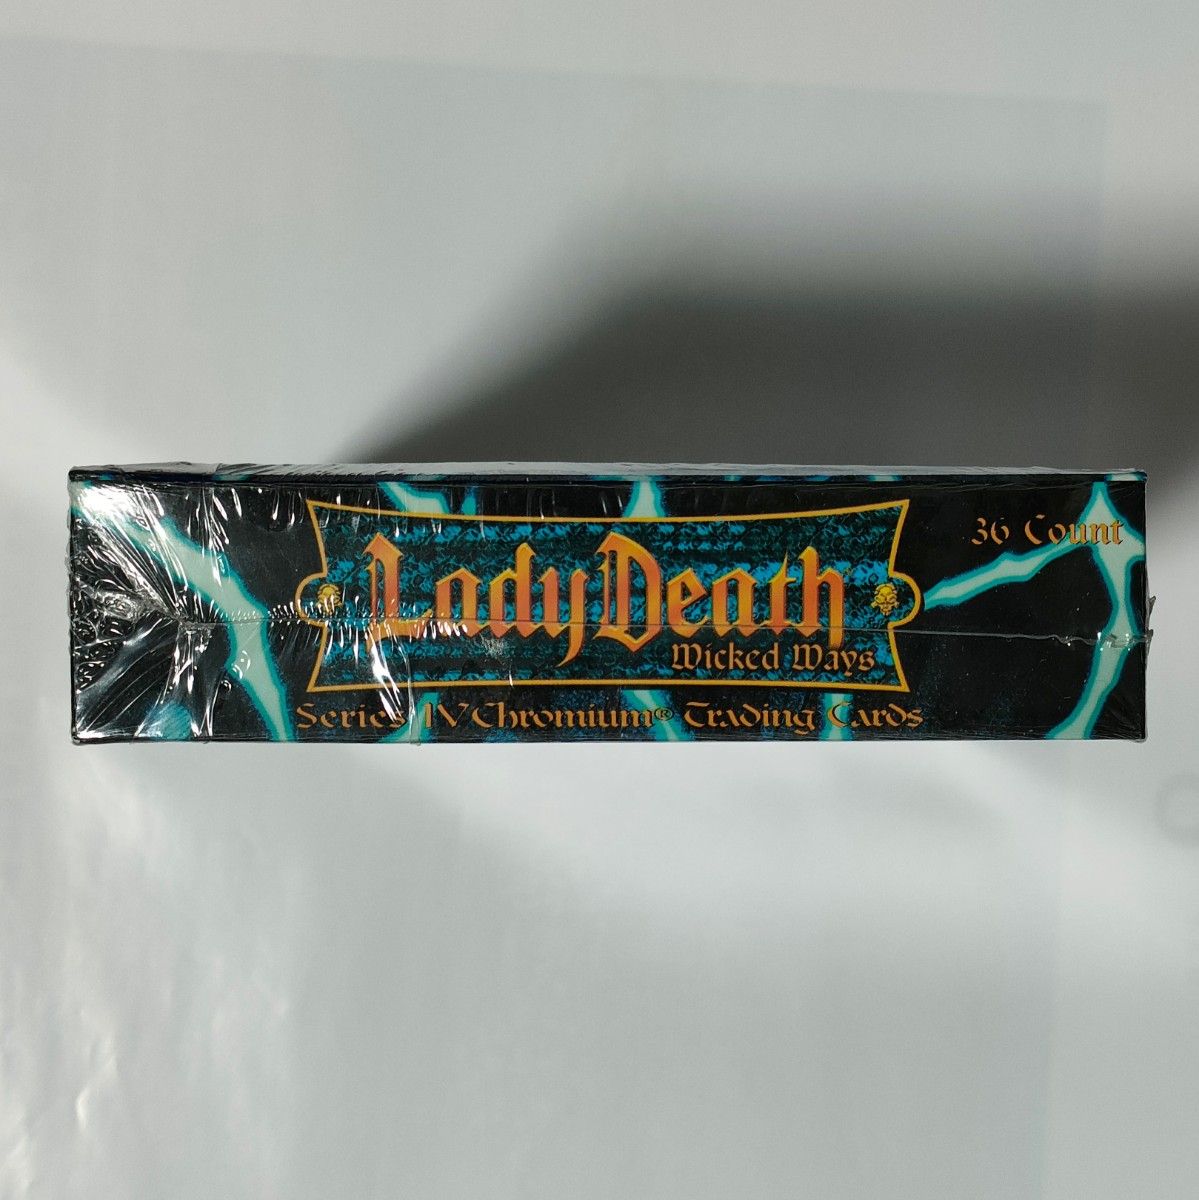 36 Count
Lady Death
Wicked Ways
Series IV Chromium® Trading Cards